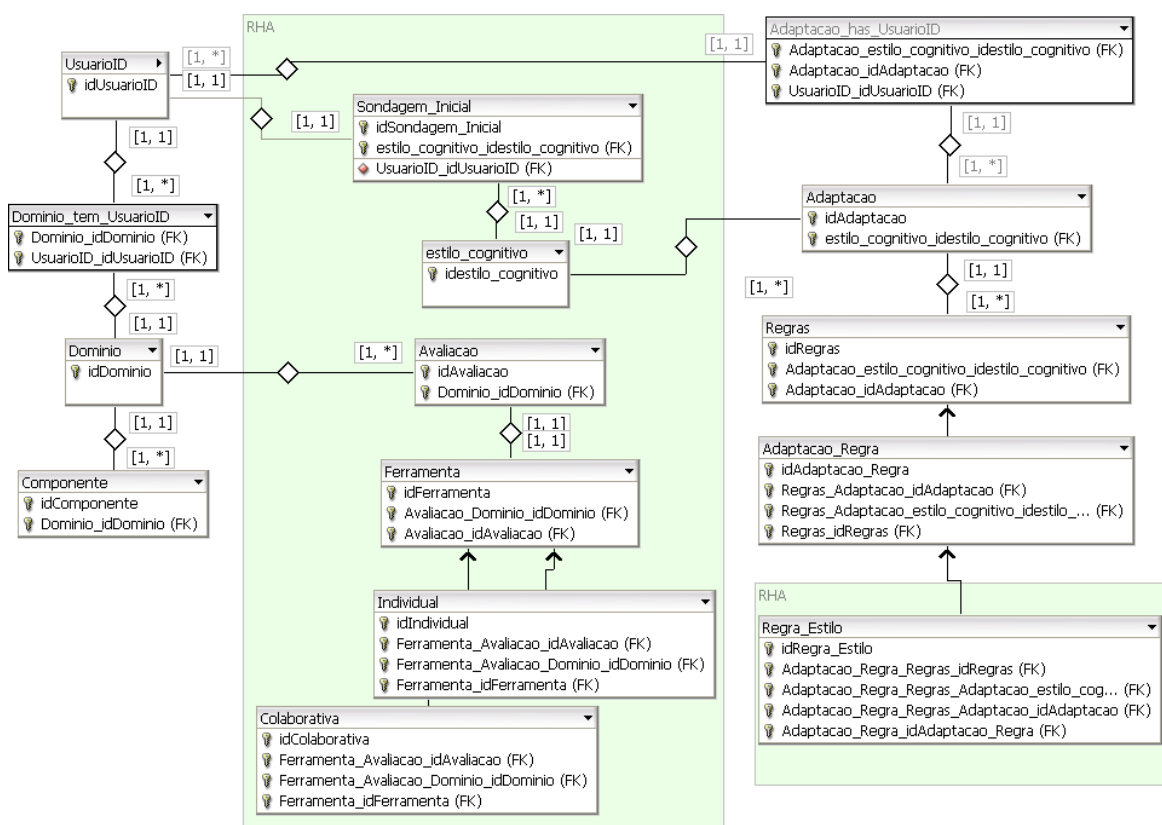 RHA
UsuarioID
idUsuarioID
[1, *]
[1, 1]
[1, 1]
Adaptacao_has_UsuarioID
Adaptacao_estilo_cognitivo_idestilo_cognitivo (FK)
Adaptacao_idAdaptacao (FK)
UsuarioID_idUsuarioID (FK)
Sondagem_Inicial
idSondagem_Inicial
estilo_cognitivo_idestilo_cognitivo (FK)
UsuarioID_idUsuarioID (FK)
[1, 1]
[1, 1]
[1, *]
[1, 1]
[1, *]
Dominio_tem_UsuarioID
Dominio_idDominio (FK)
UsuarioID_idUsuarioID (FK)
[1, *]
[1, 1]
estilo_cognitivo
idestilo_cognitivo
[1, 1]
Adaptacao
idAdaptacao
estilo_cognitivo_idestilo_cognitivo (FK)
[1, *]
[1, 1]
[1, *]
[1, 1]
[1, *]
Dominio
idDominio
[1, 1]
[1, *]
Avaliacao
idAvaliacao
Dominio_idDominio (FK)
Regras
idRegras
Adaptacao_estilo_cognitivo_idestilo_cognitivo (FK)
Adaptacao_idAdaptacao (FK)
[1, 1]
[1, *]
[1, 1]
[1, 1]
Componente
idComponente
Dominio_idDominio (FK)
Ferramenta
idFerramenta
Avaliacao_Dominio_idDominio (FK)
Avaliacao_idAvaliacao (FK)
Adaptacao_Regra
idAdaptacao_Regra
Regras_Adaptacao_idAdaptacao (FK)
Regras_Adaptacao_estilo_cognitivo_idestilo_... (FK)
Regras_idRegras (FK)
Individual
idIndividual
Ferramenta_Avaliacao_idAvaliacao (FK)
Ferramenta_Avaliacao_Dominio_idDominio (FK)
Ferramenta_idFerramenta (FK)
RHA
Regra_Estilo
idRegra_Estilo
Adaptacao_Regra_Regras_idRegras (FK)
Adaptacao_Regra_Regras_Adaptacao_estilo_cog... (FK)
Adaptacao_Regra_Regras_Adaptacao_idAdaptacao (FK)
Adaptacao_Regra_idAdaptacao_Regra (FK)
Colaborativa
idColaborativa
Ferramenta_Avaliacao_idAvaliacao (FK)
Ferramenta_Avaliacao_Dominio_idDominio (FK)
Ferramenta_idFerramenta (FK)